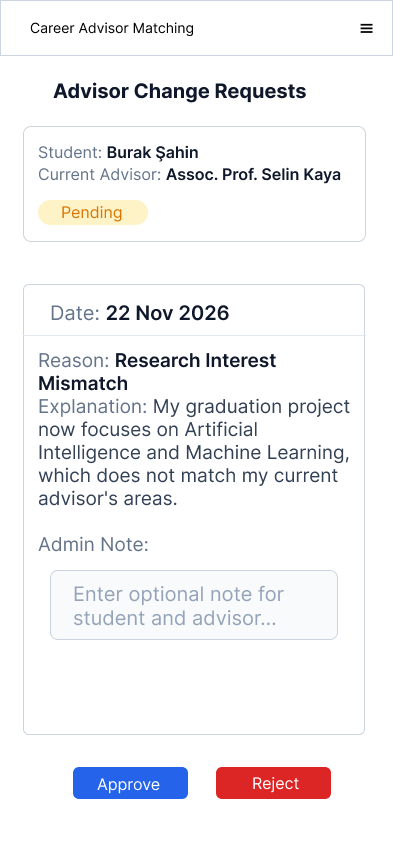 Career Advisor Matching
Advisor Change Requests
Student: Burak Şahin
Current Advisor: Assoc. Prof. Selin Kaya
Pending
Date: 22 Nov 2026
Reason: Research Interest
Mismatch
Explanation: My graduation project
now focuses on Artificial
Intelligence and Machine Learning,
which does not match my current
advisor's areas.
Admin Note:
Enter optional note for
student and advisor...
Approve
Reject